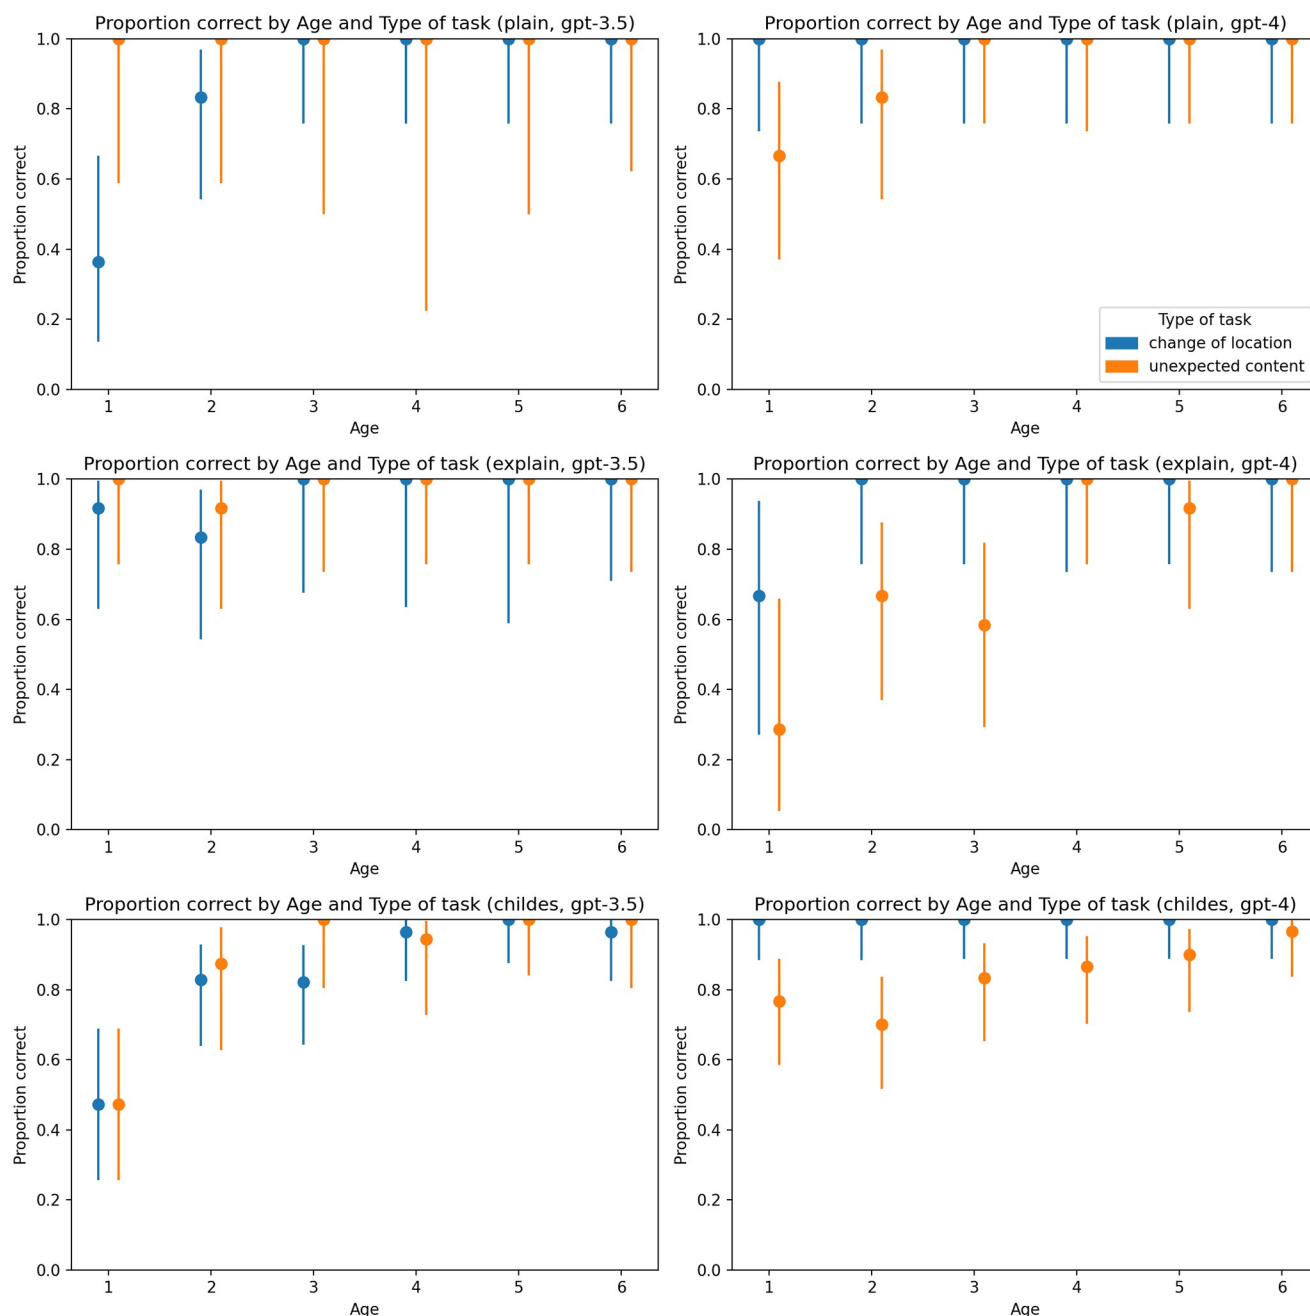 Proportion correct by Age and Type of task (plain, gpt-3.5)
Proportion correct
1.0
0.8
0.6
0.4
0.2
0.0
1 2 3 4 5 6
Age
Proportion correct by Age and Type of task (plain, gpt-4)
Proportion correct
1.0
0.8
0.6
0.4
0.2
0.0
Type of task
change of location
unexpected content
1 2 3 4 5 6
Age
Proportion correct by Age and Type of task (explain, gpt-3.5)
Proportion correct
1.0
0.8
0.6
0.4
0.2
0.0
1 2 3 4 5 6
Age
Proportion correct by Age and Type of task (explain, gpt-4)
Proportion correct
1.0
0.8
0.6
0.4
0.2
0.0
1 2 3 4 5 6
Age
Proportion correct by Age and Type of task (childes, gpt-3.5)
Proportion correct
1.0
0.8
0.6
0.4
0.2
0.0
1 2 3 4 5 6
Age
Proportion correct by Age and Type of task (childes, gpt-4)
Proportion correct
1.0
0.8
0.6
0.4
0.2
0.0
1 2 3 4 5 6
Age